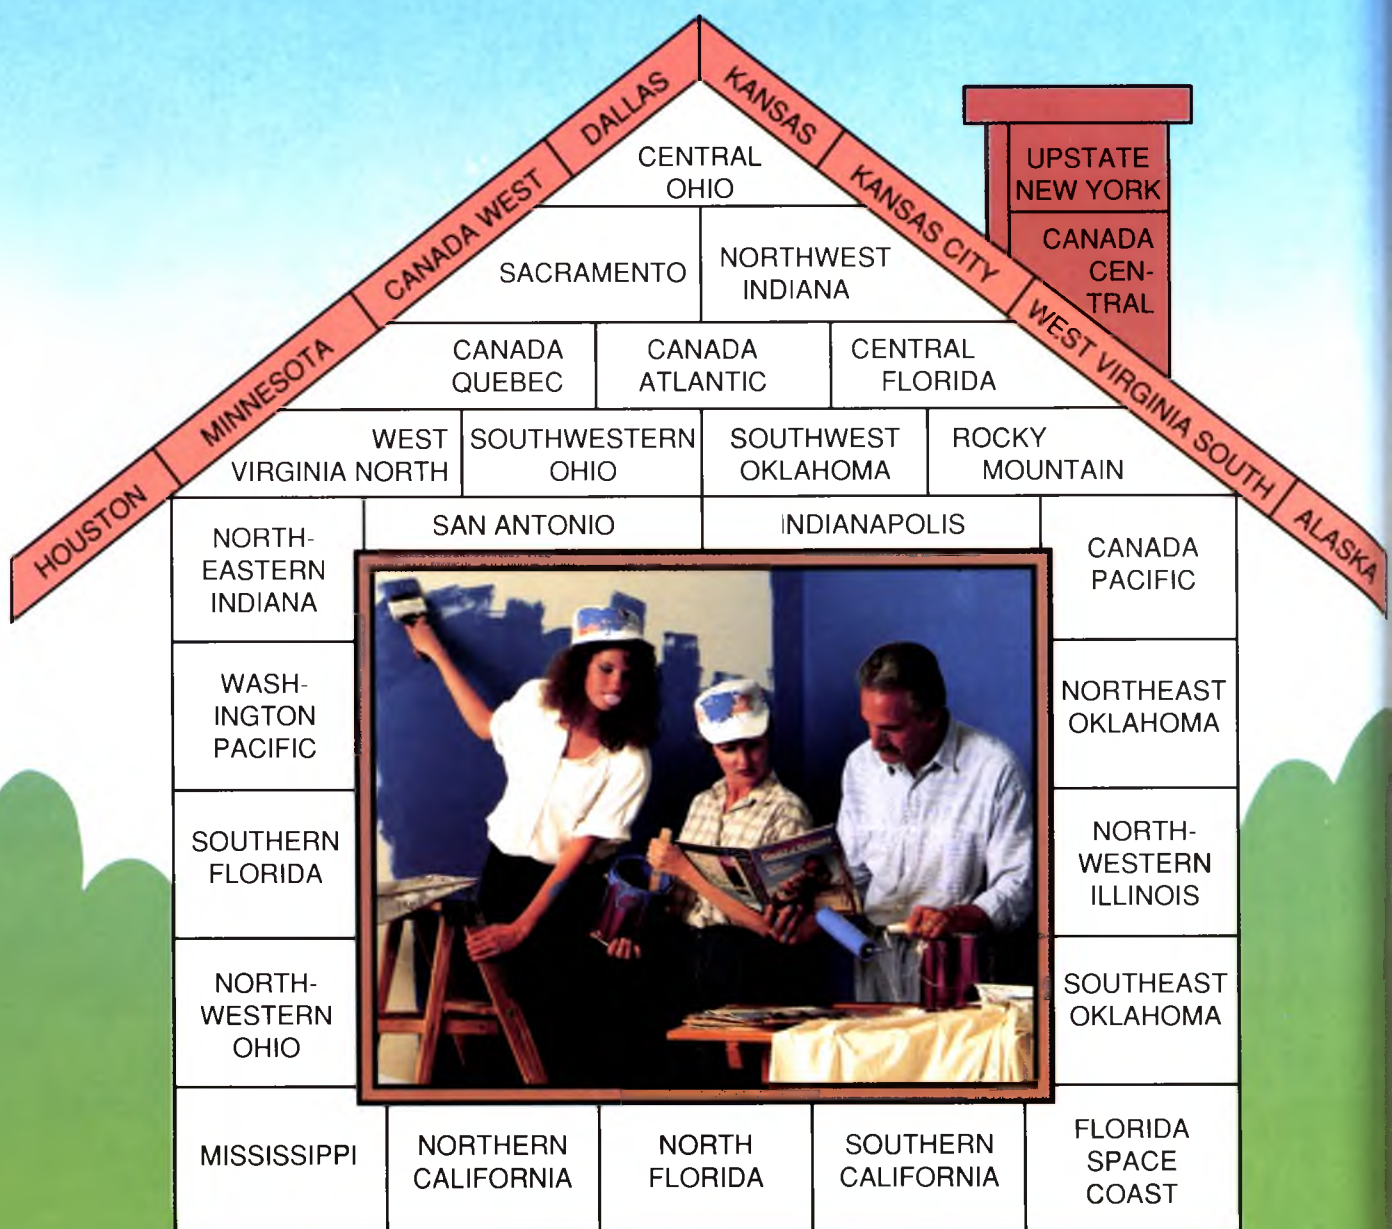 HOUSTON
MINNESOTA
CANADA WEST
DALLAS
KANSAS
KANSAS CITY
WEST VIRGINIA SOUTH
ALASKA
UPSTATE
NEW YORK
CANADA
CEN-
TRAL
CENTRAL
OHIO
SACRAMENTO
NORTHWEST
INDIANA
CANADA
QUEBEC
CANADA
ATLANTIC
CENTRAL
FLORIDA
WEST
VIRGINIA NORTH
SOUTHWESTERN
OHIO
SOUTHWEST
OKLAHOMA
ROCKY
MOUNTAIN
NORTH-
EASTERN
INDIANA
SAN ANTONIO
INDIANAPOLIS
CANADA
PACIFIC
WASH-
INGTON
PACIFIC
NORTHEAST
OKLAHOMA
SOUTHERN
FLORIDA
NORTH-
WESTERN
ILLINOIS
NORTH-
WESTERN
OHIO
SOUTHEAST
OKLAHOMA
MISSISSIPPI
NORTHERN
CALIFORNIA
NORTH
FLORIDA
SOUTHERN
CALIFORNIA
FLORIDA
SPACE
COAST